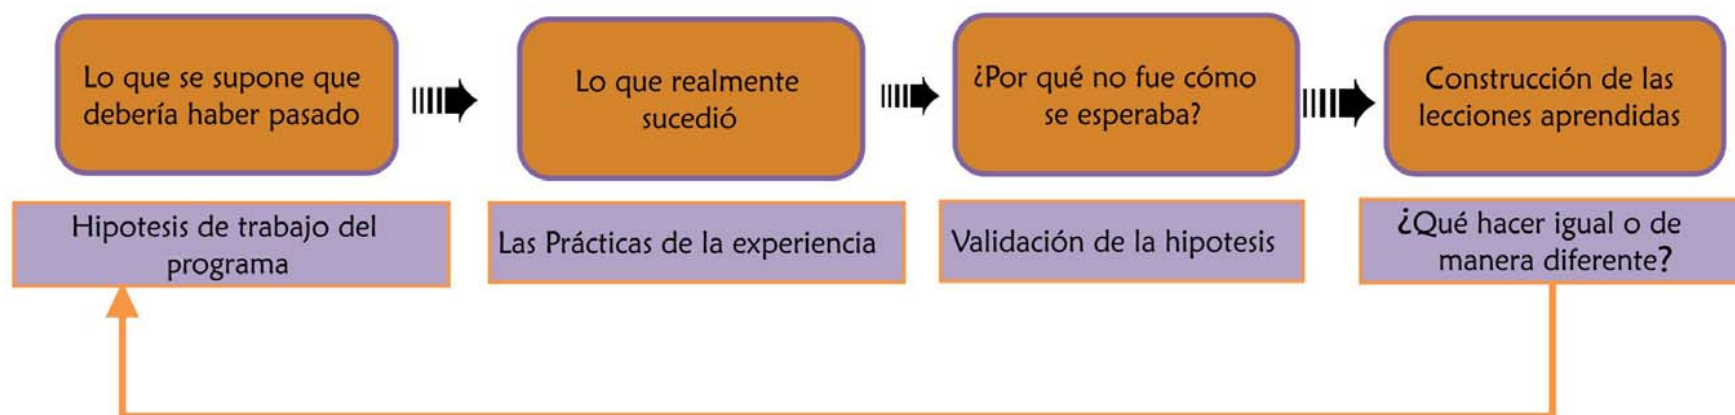 Lo que se supone que
debería haber pasado
Lo que realmente
sucedió
¿Por qué no fue cómo
se esperaba?
Construcción de las
lecciones aprendidas
Hipotesis de trabajo del
programa
Las Prácticas de la experiencia
Validación de la hipotesis
¿Qué hacer igual o de
manera diferente?